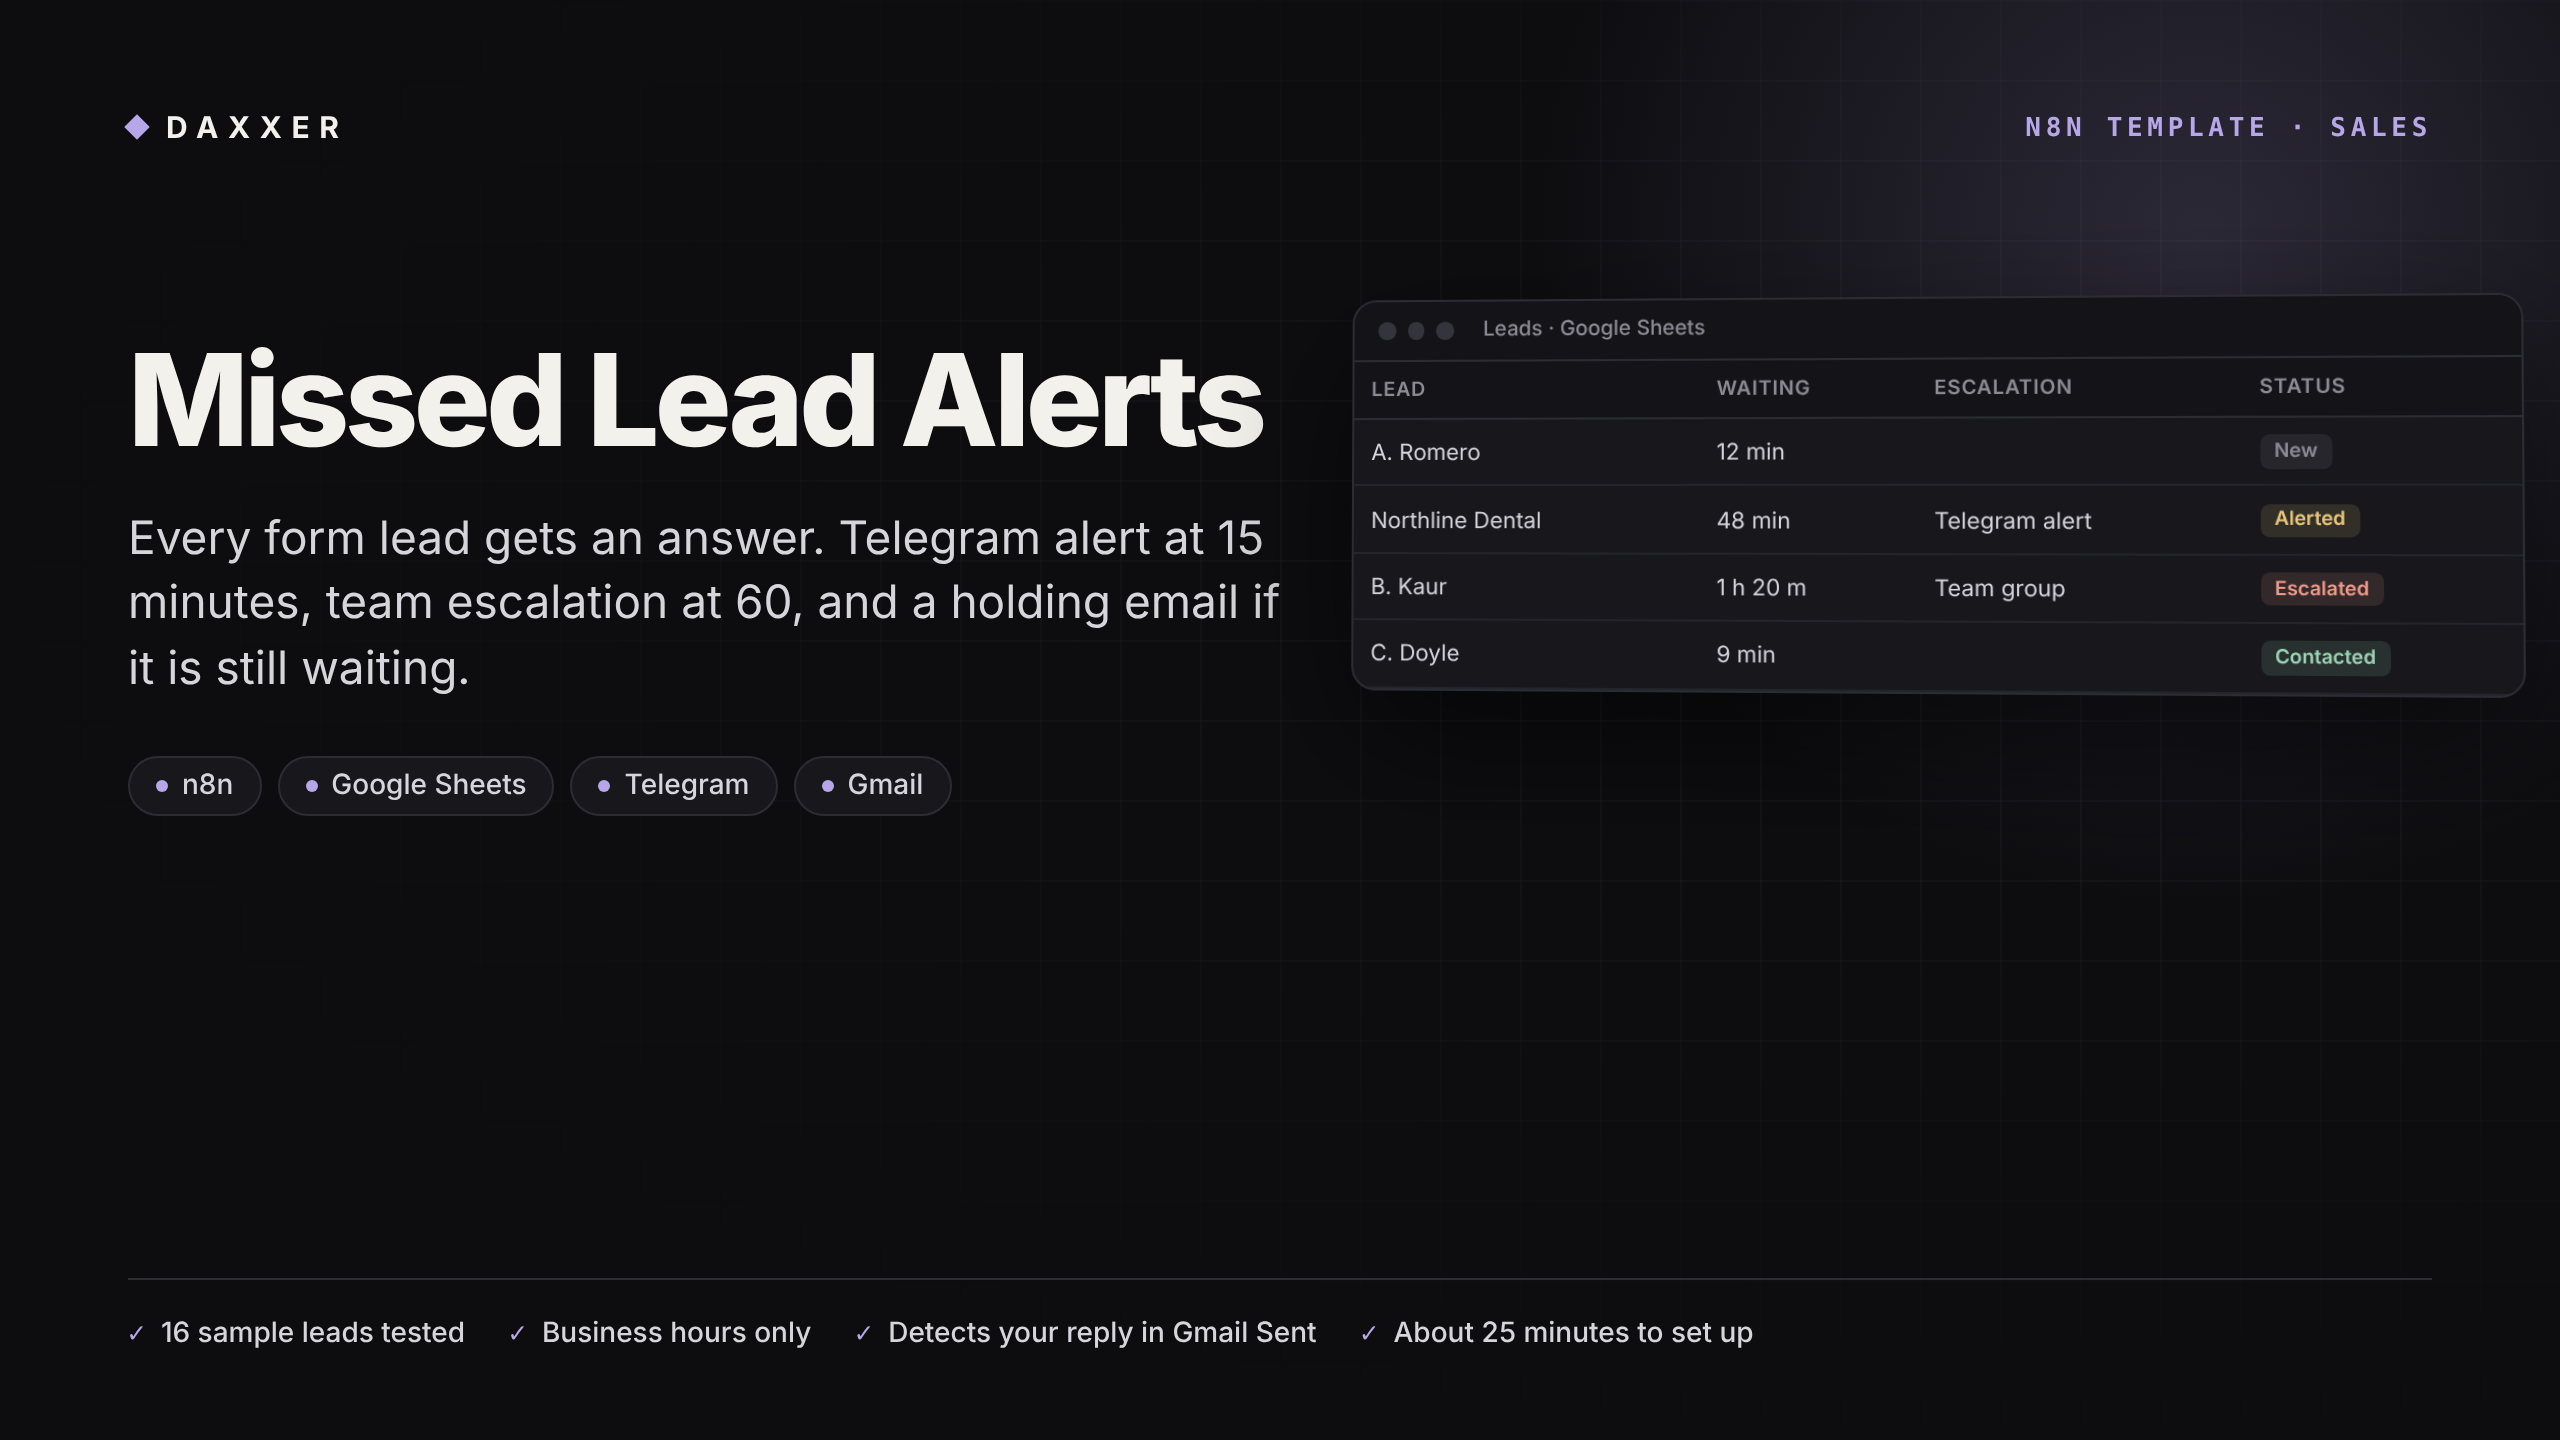 DAXXER
N8N TEMPLATE · SALES
Missed Lead Alerts
Every form lead gets an answer. Telegram alert at 15
minutes, team escalation at 60, and a holding email if
it is still waiting.
n8n Google Sheets Telegram Gmail
Leads · Google Sheets
LEAD WAITING ESCALATION STATUS
A. Romero 12 min New
Northline Dental 48 min Telegram alert Alerted
B. Kaur 1 h 20 m Team group Escalated
C. Doyle 9 min Contacted
✓ 16 sample leads tested ✓ Business hours only ✓ Detects your reply in Gmail Sent ✓ About 25 minutes to set up